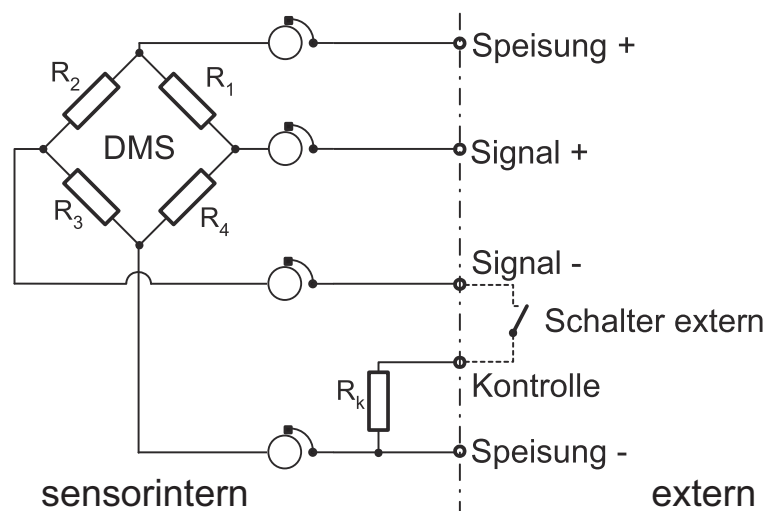 Speisung +
R2
R1
DMS
Signal +
R3
R4
Signal -
Schalter extern
Rk
Kontrolle
Speisung -
sensorintern
extern